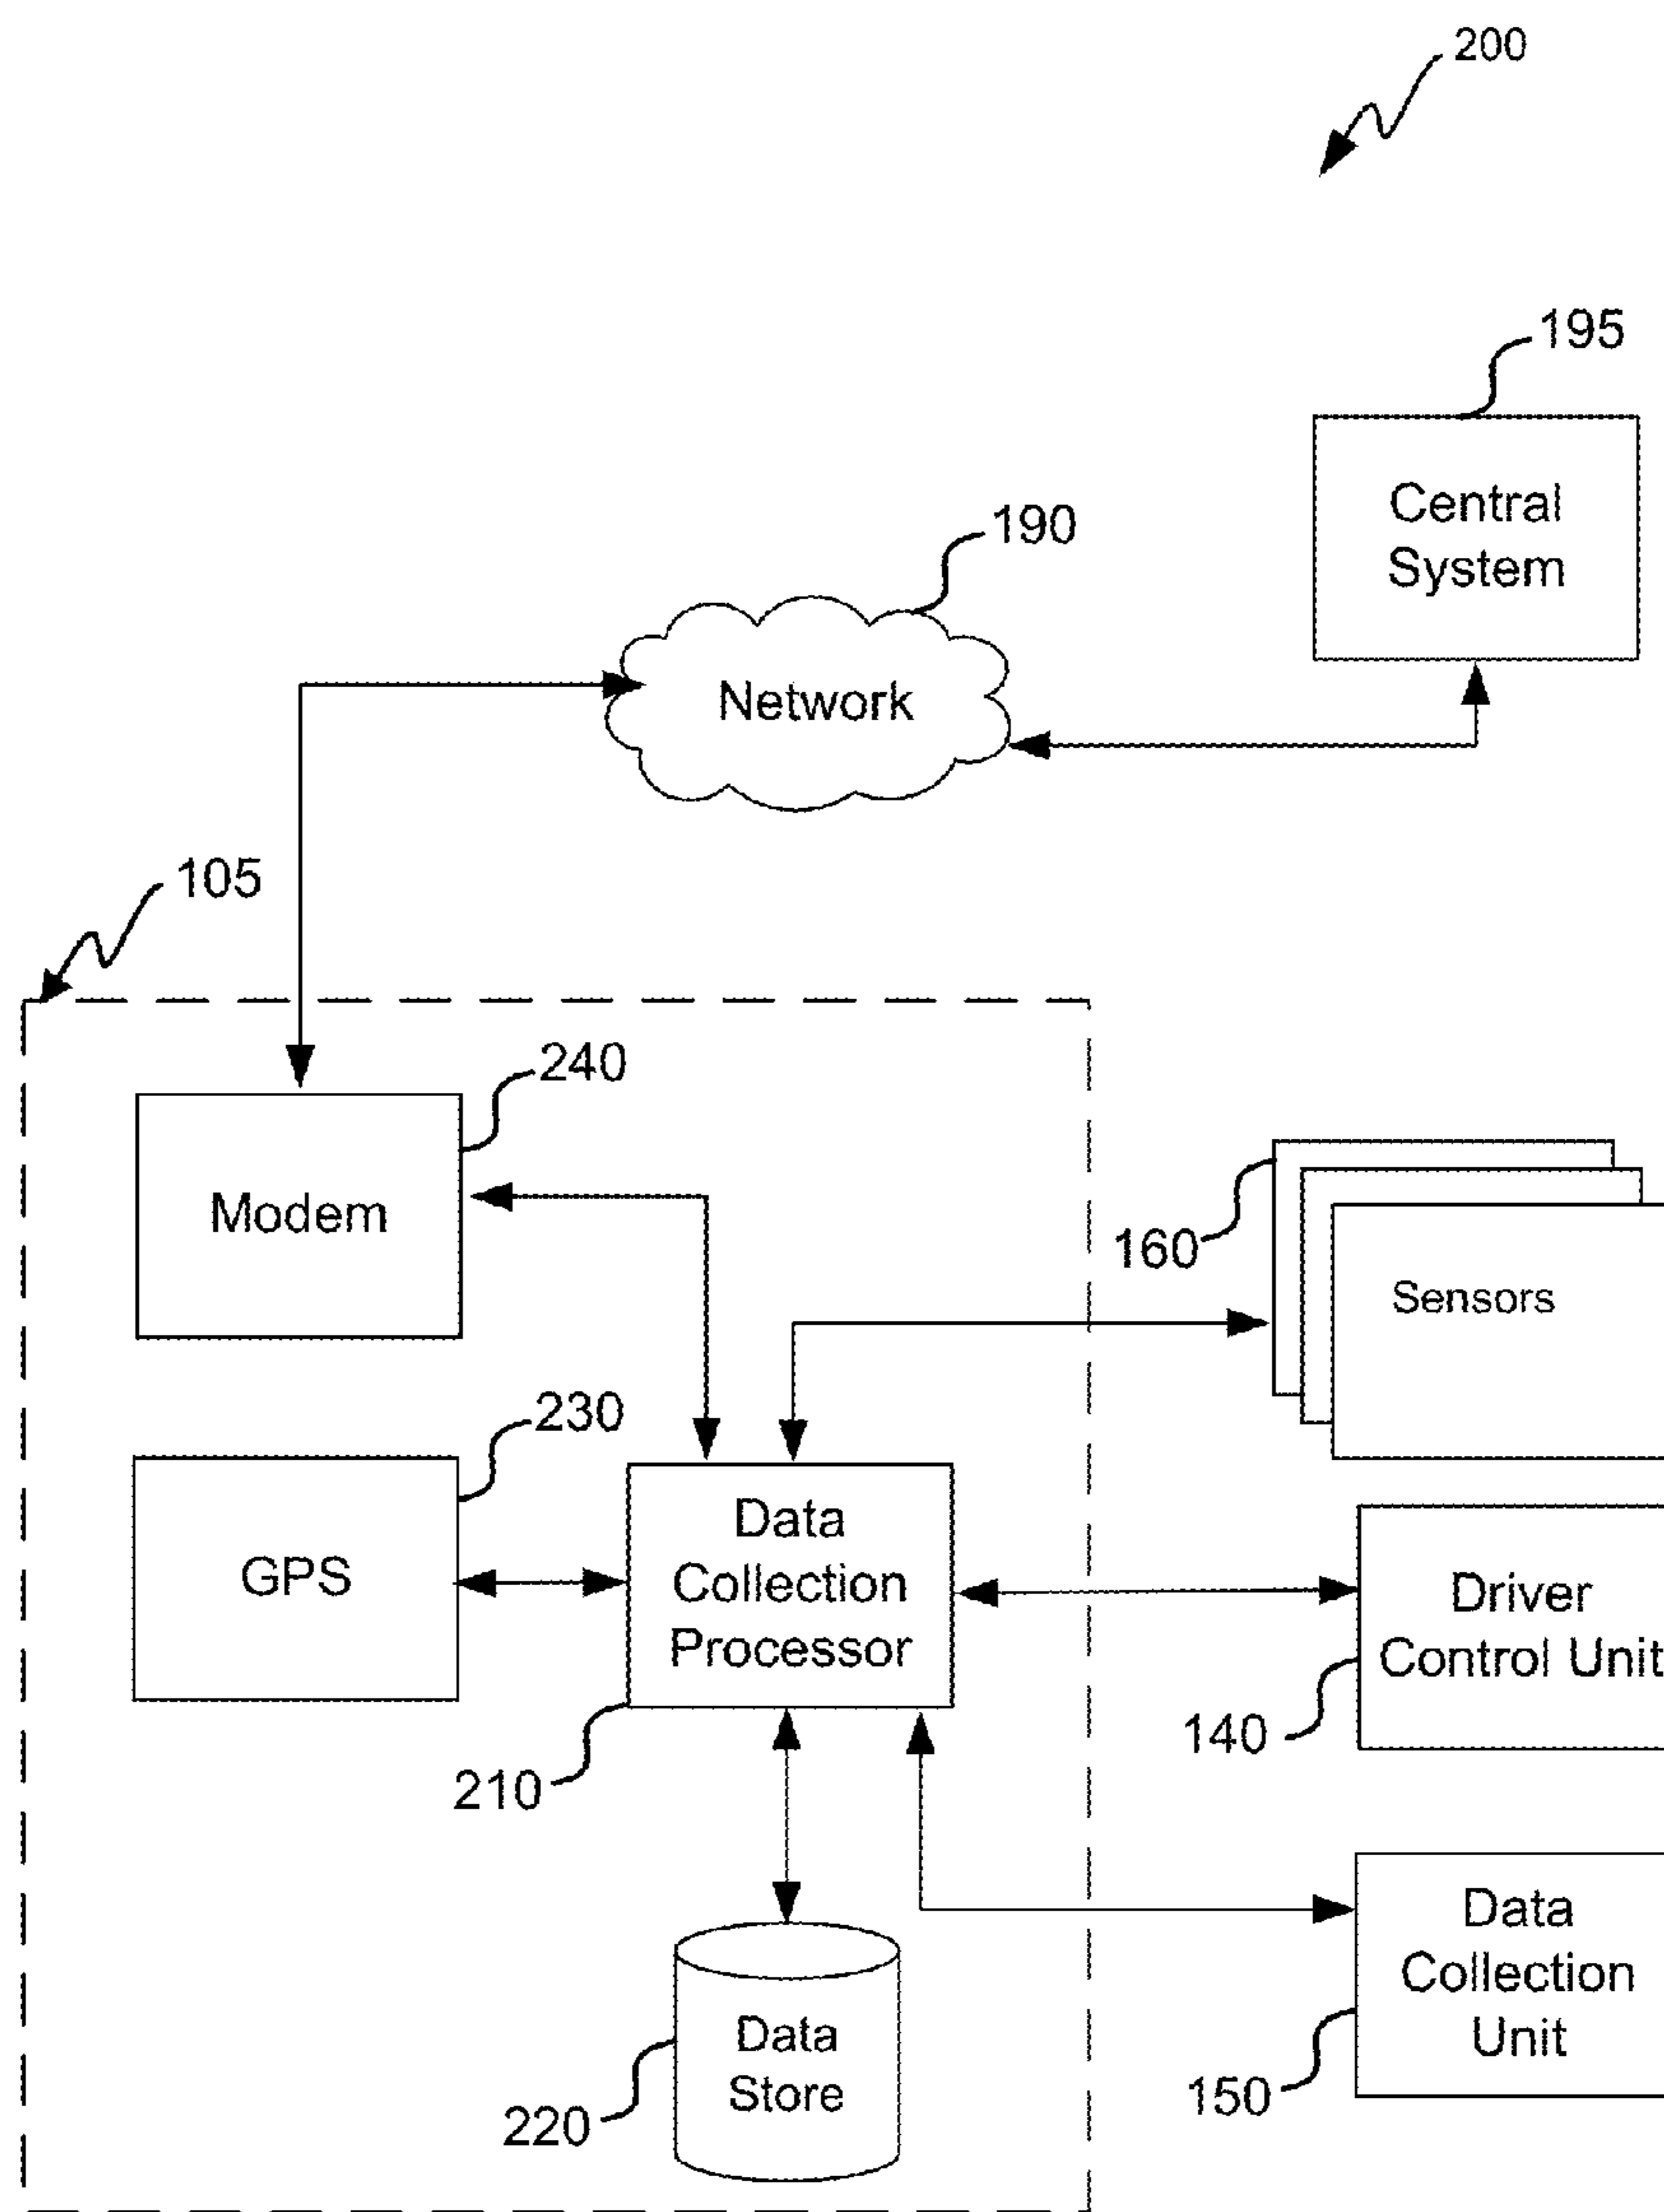 200
195
Central
System
190
Network
105
240
Modem
160
Sensors
230
GPS
Data
Collection
Processor
Driver
Control Unit
140
210
Data
Collection
Unit
150
Data
Store
220